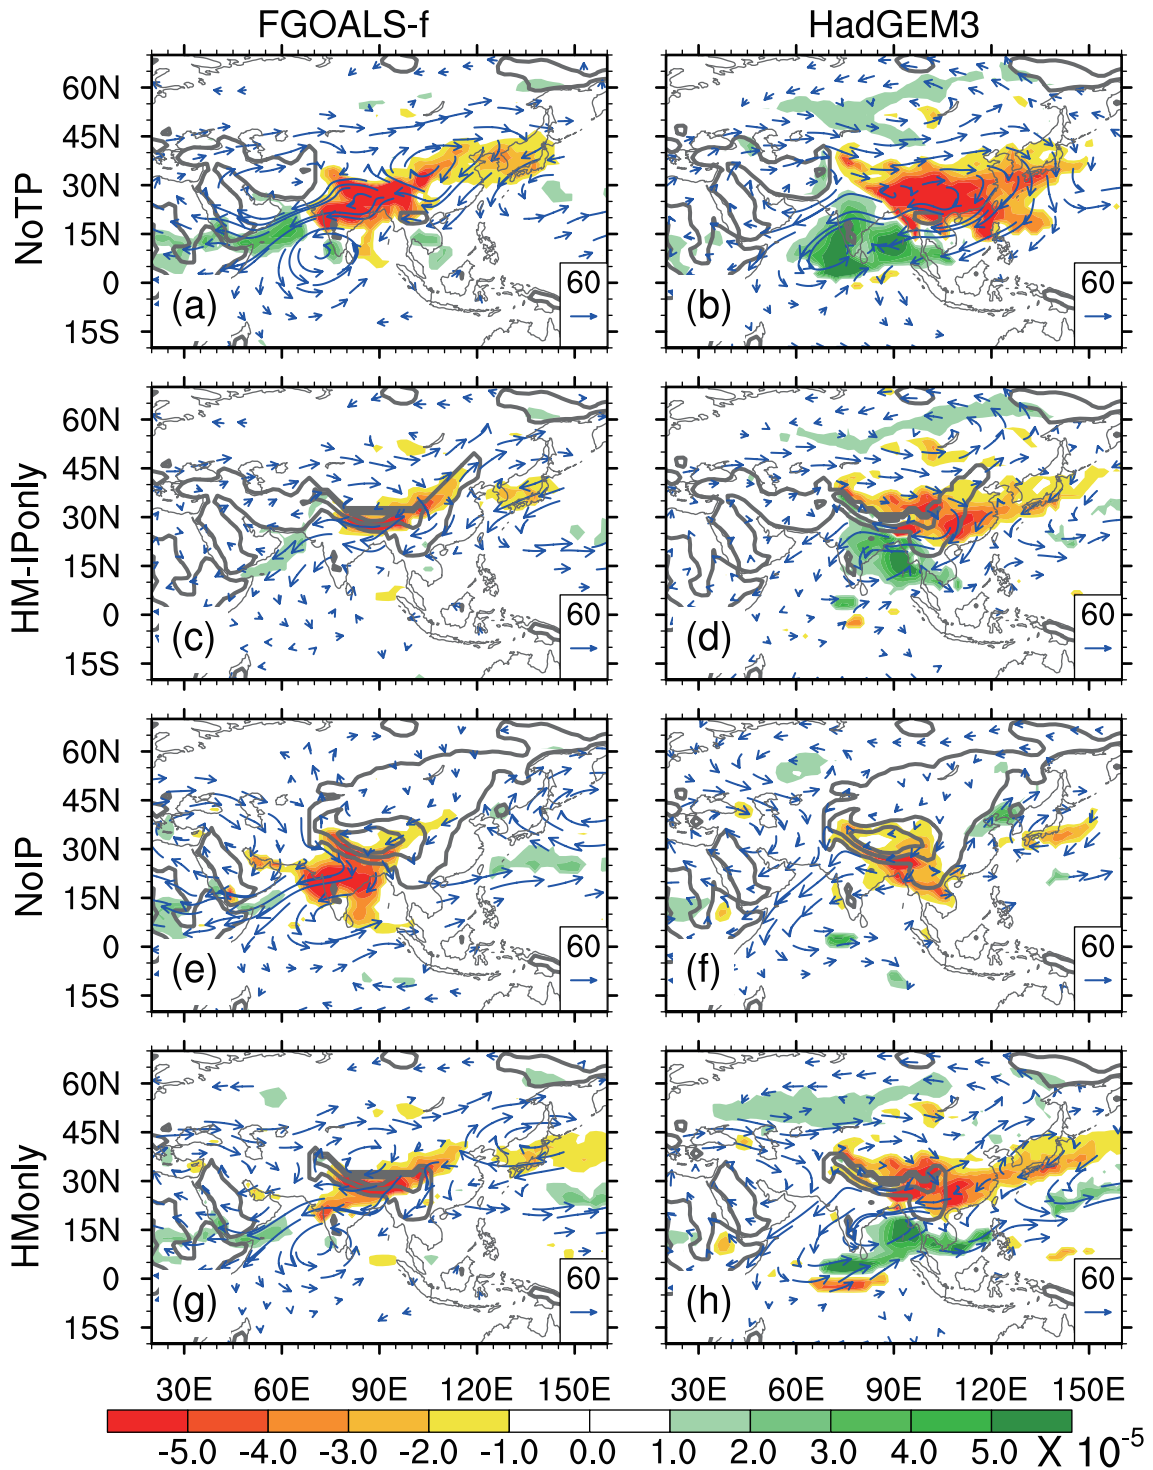 FGOALS-f HadGEM3
NoTP
60N
45N
30N
15N
0
15S
(a) 60
(b) 60
HM-IPonly
60N
45N
30N
15N
0
15S
(c) 60
(d) 60
NoIP
60N
45N
30N
15N
0
15S
(e) 60
(f) 60
HMonly
60N
45N
30N
15N
0
15S
(g) 60
(h) 60
30E 60E 90E 120E 150E 30E 60E 90E 120E 150E
-5.0 -4.0 -3.0 -2.0 -1.0 0.0 1.0 2.0 3.0 4.0 5.0 X 10⁻⁵